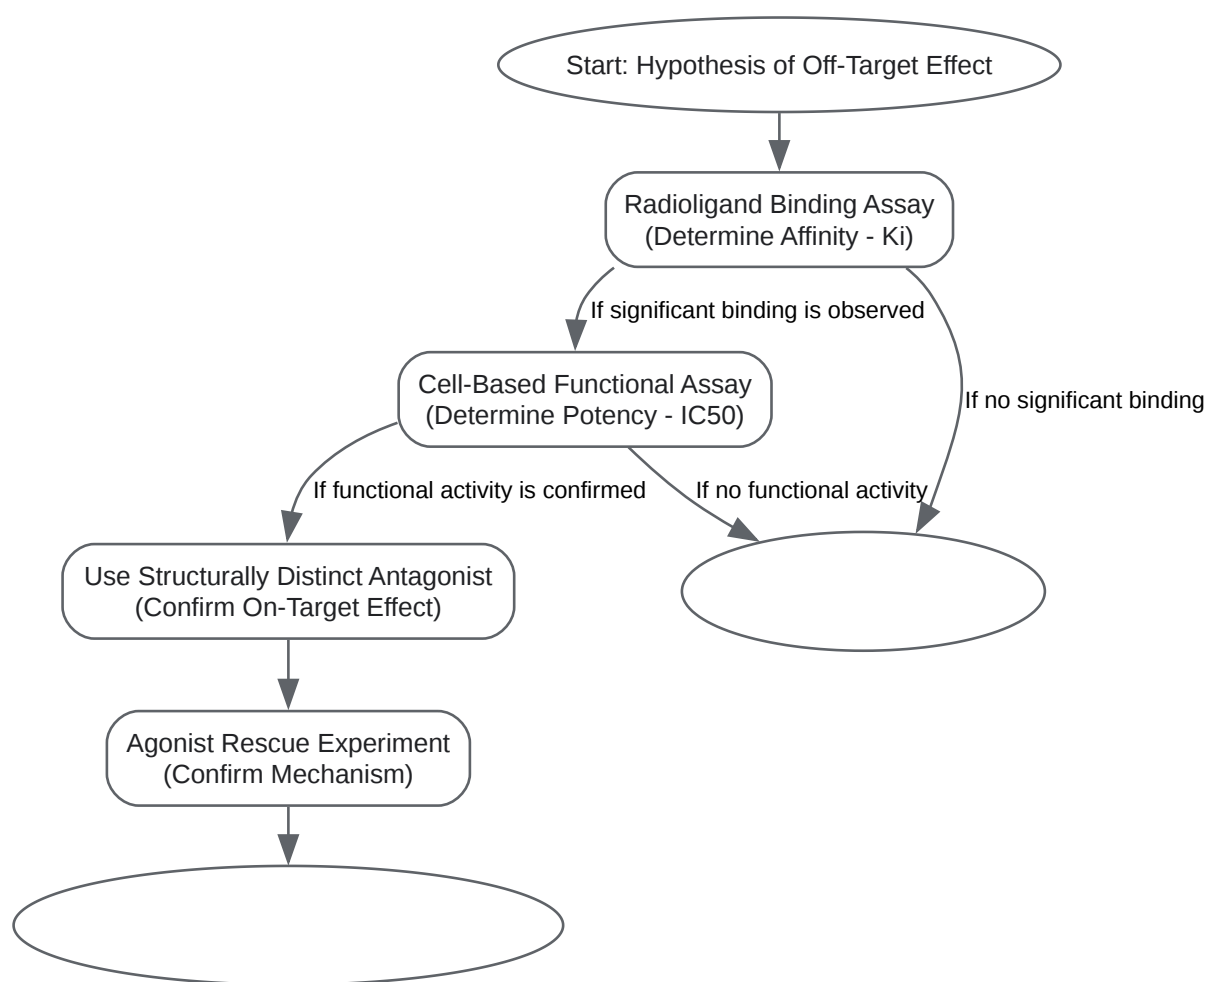 Start: Hypothesis of Off-Target Effect
Radioligand Binding Assay
(Determine Affinity - Ki)
If significant binding is observed
Cell-Based Functional Assay
(Determine Potency - IC50)
If no significant binding
If functional activity is confirmed
If no functional activity
Use Structurally Distinct Antagonist
(Confirm On-Target Effect)
Agonist Rescue Experiment
(Confirm Mechanism)